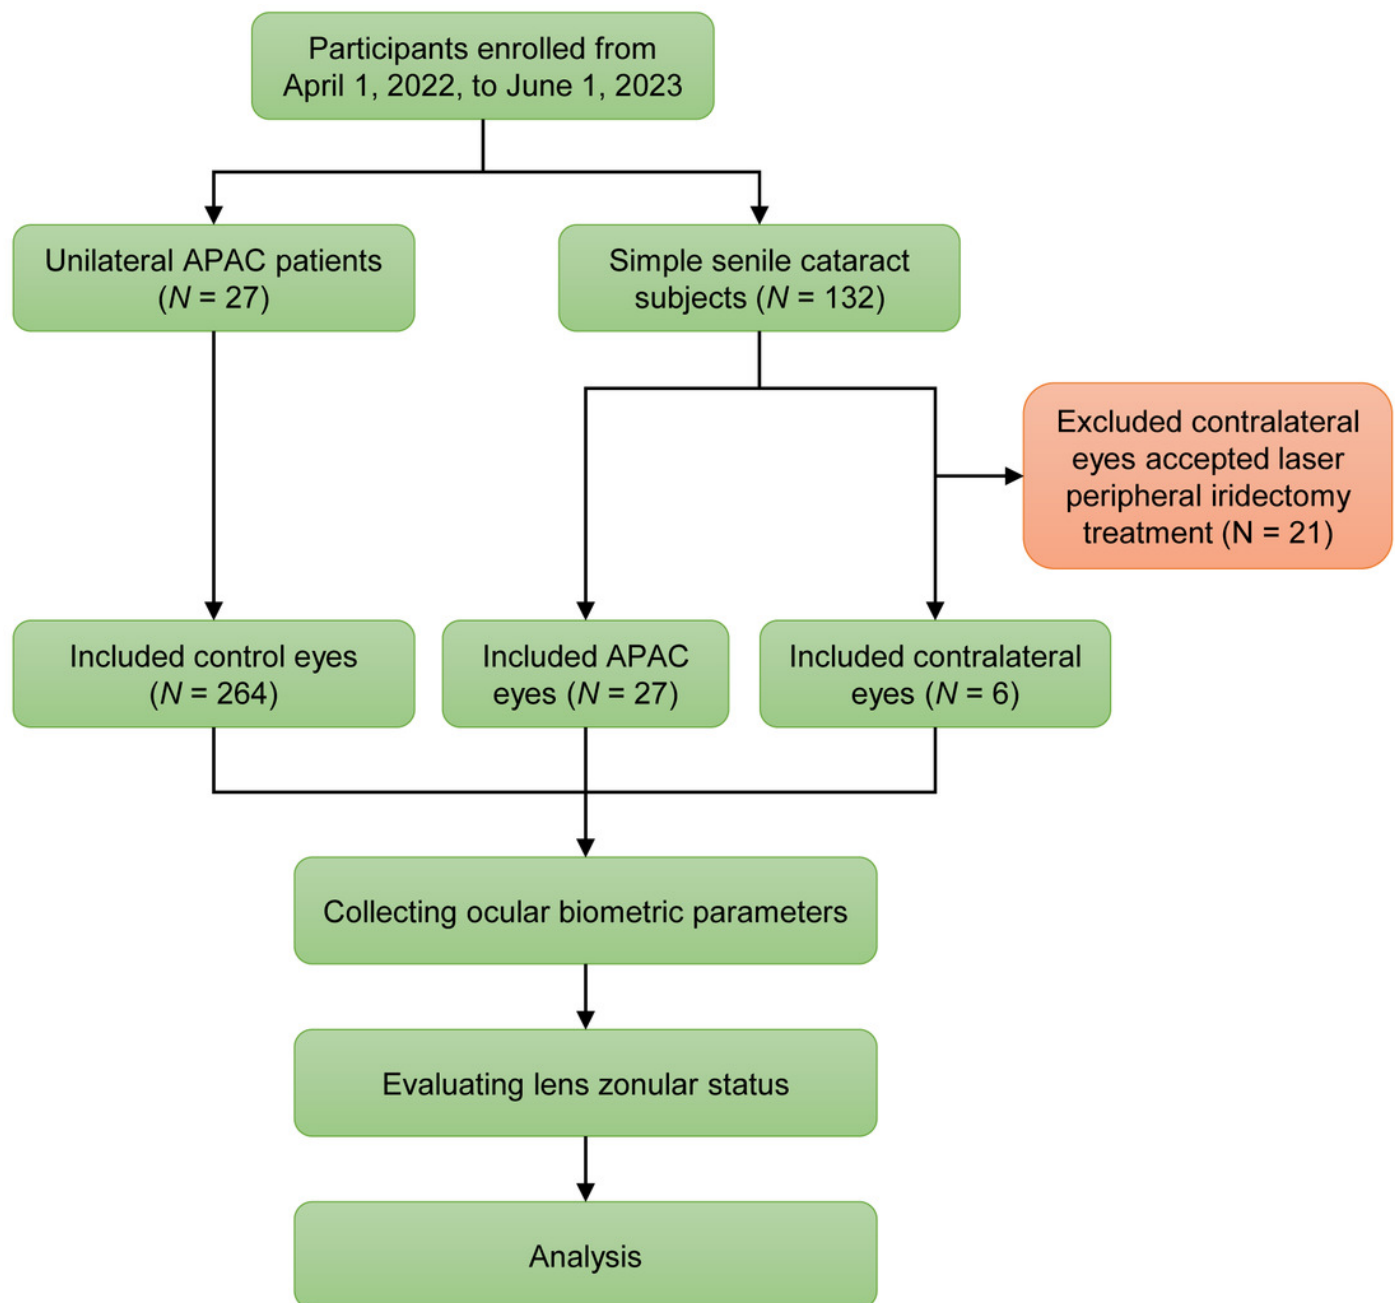 Participants enrolled from
April 1, 2022, to June 1, 2023
Unilateral APAC patients
(N = 27)
Simple senile cataract
subjects (N = 132)
Excluded contralateral
eyes accepted laser
peripheral iridectomy
treatment (N = 21)
Included control eyes
(N = 264)
Included APAC
eyes (N = 27)
Included contralateral
eyes (N = 6)
Collecting ocular biometric parameters
Evaluating lens zonular status
Analysis